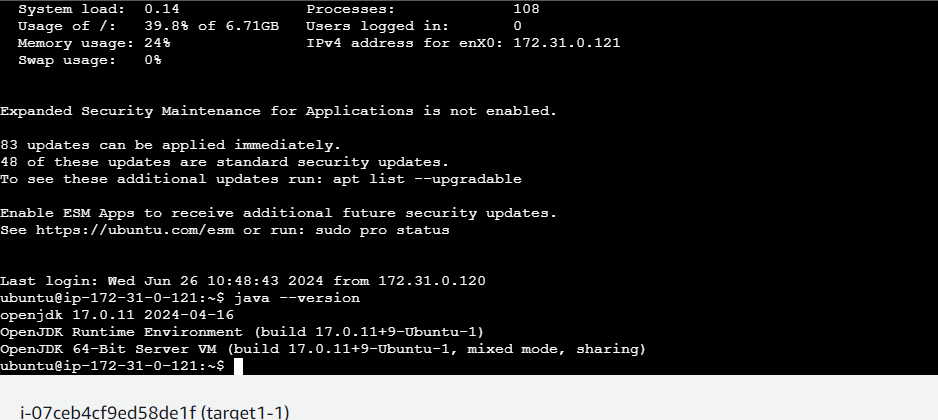 System load: 0.14 Processes: 108
Usage of /: 39.8% of 6.71GB Users logged in: 0
Memory usage: 24% IPv4 address for enX0: 172.31.0.121
Swap usage: 0%
Expanded Security Maintenance for Applications is not enabled.
83 updates can be applied immediately.
48 of these updates are standard security updates.
To see these additional updates run: apt list --upgradable
Enable ESM Apps to receive additional future security updates.
See https://ubuntu.com/esm or run: sudo pro status
Last login: Wed Jun 26 10:48:43 2024 from 172.31.0.120
ubuntu@ip-172-31-0-121:~$ java --version
openjdk 17.0.11 2024-04-16
OpenJDK Runtime Environment (build 17.0.11+9-Ubuntu-1)
OpenJDK 64-Bit Server VM (build 17.0.11+9-Ubuntu-1, mixed mode, sharing)
ubuntu@ip-172-31-0-121:~$
i-07ceb4cf9ed58de1f (target1-1)